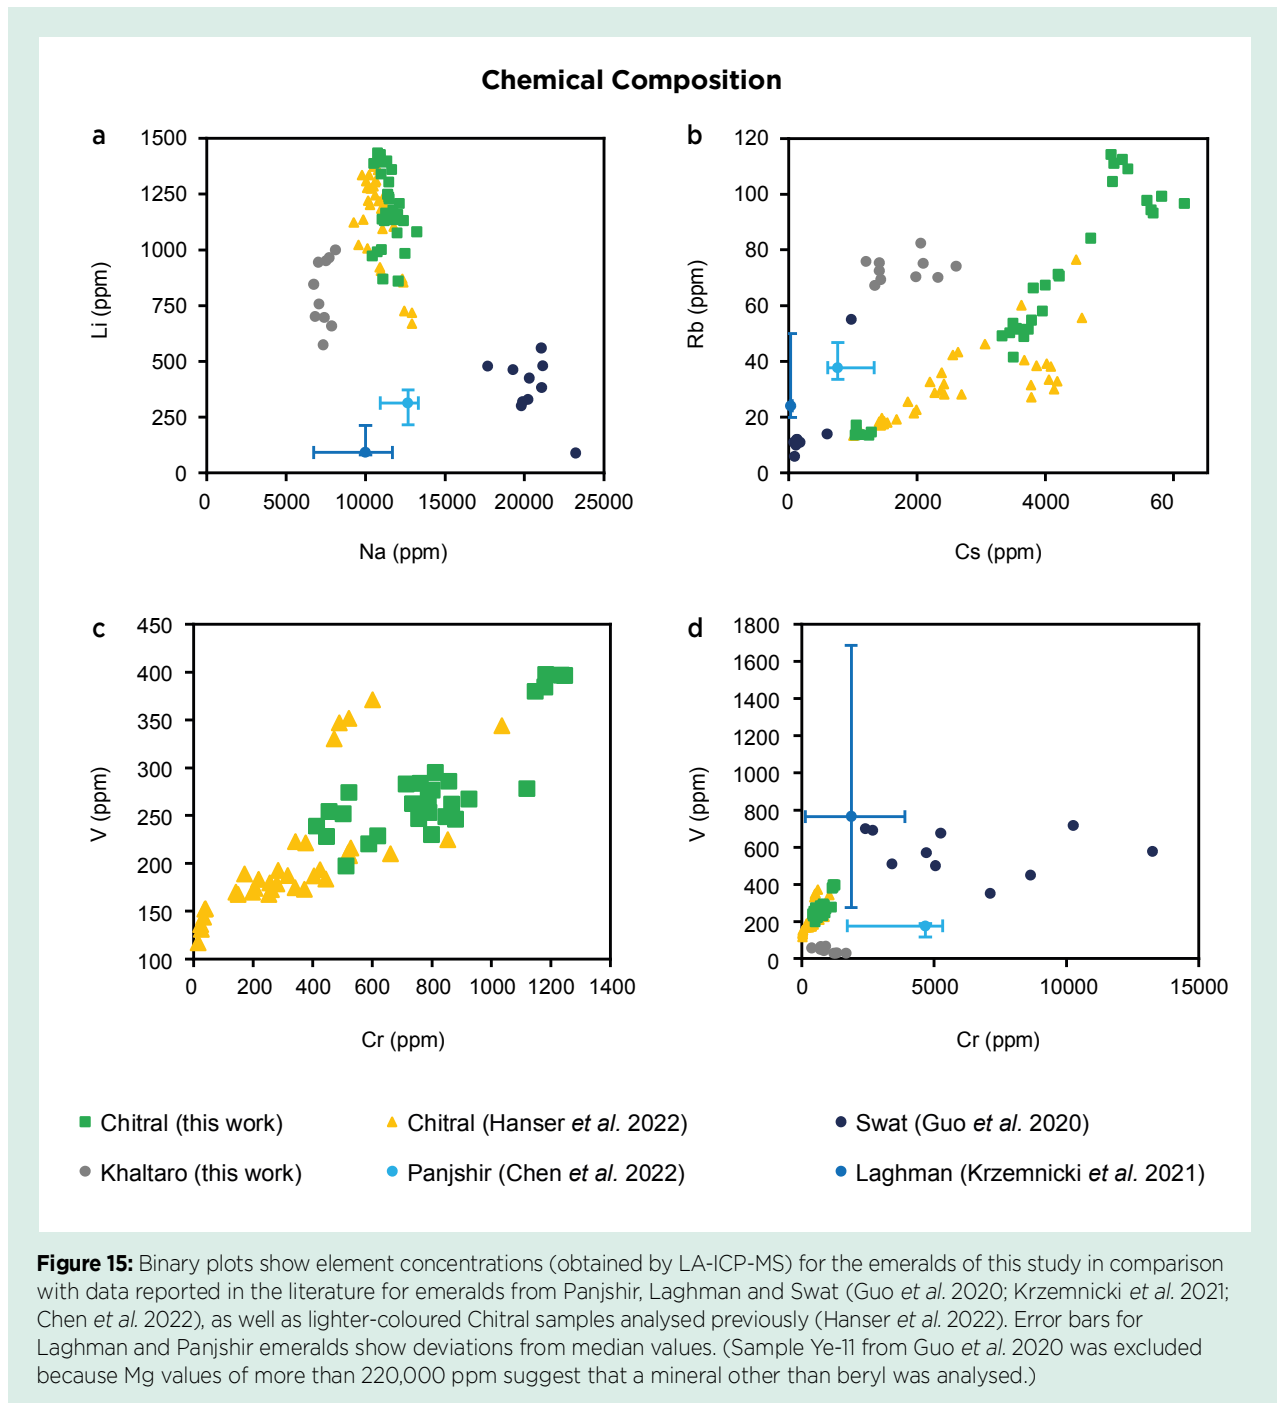 Chemical Composition
a
1500
1250
1000
750
500
250
0
Li (ppm)
0 5000 10000 15000 20000 25000
Na (ppm)
b
120
100
80
60
40
20
0
Rb (ppm)
0 2000 4000 60
Cs (ppm)
c
450
400
350
300
250
200
150
100
V (ppm)
0 200 400 600 800 1000 1200 1400
Cr (ppm)
d
1800
1600
1400
1200
1000
800
600
400
200
0
V (ppm)
0 5000 10000 15000
Cr (ppm)
Chitral (this work) Chitral (Hanser et al. 2022) Swat (Guo et al. 2020)
Khaltaro (this work) Panjshir (Chen et al. 2022) Laghman (Krzemnicki et al. 2021)
Figure 15: Binary plots show element concentrations (obtained by LA-ICP-MS) for the emeralds of this study in comparison
with data reported in the literature for emeralds from Panjshir, Laghman and Swat (Guo et al. 2020; Krzemnicki et al. 2021;
Chen et al. 2022), as well as lighter-coloured Chitral samples analysed previously (Hanser et al. 2022). Error bars for
Laghman and Panjshir emeralds show deviations from median values. (Sample Ye-11 from Guo et al. 2020 was excluded
because Mg values of more than 220,000 ppm suggest that a mineral other than beryl was analysed.)